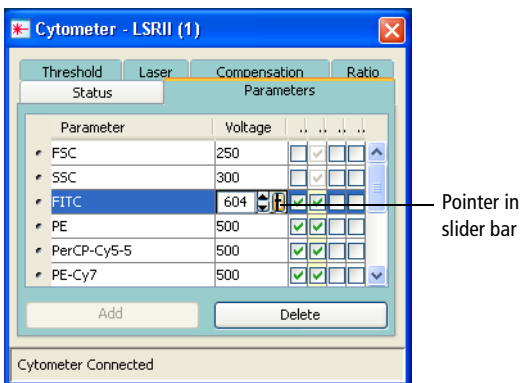 Cytometer - LSRII (1)
Threshold Laser Compensation Ratio
Status Parameters
Parameter Voltage .. .. .. ..
FSC 250
SSC 300
FITC 604
PE 500
PerCP-Cy5-5 500
PE-Cy7 500
Add Delete
Cytometer Connected
Pointer in
slider bar